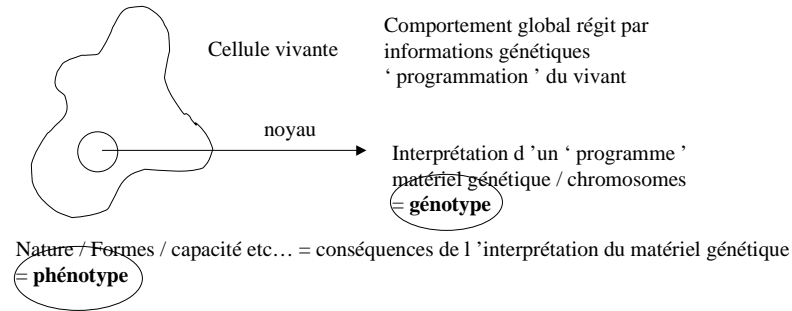 Cellule vivante
Comportement global régit par
informations génétiques
‘ programmation ’ du vivant
noyau
Interprétation d ’un ‘ programme ’
matériel génétique / chromosomes
= génotype
Nature / Formes / capacité etc… = conséquences de l ’interprétation du matériel génétique
= phénotype